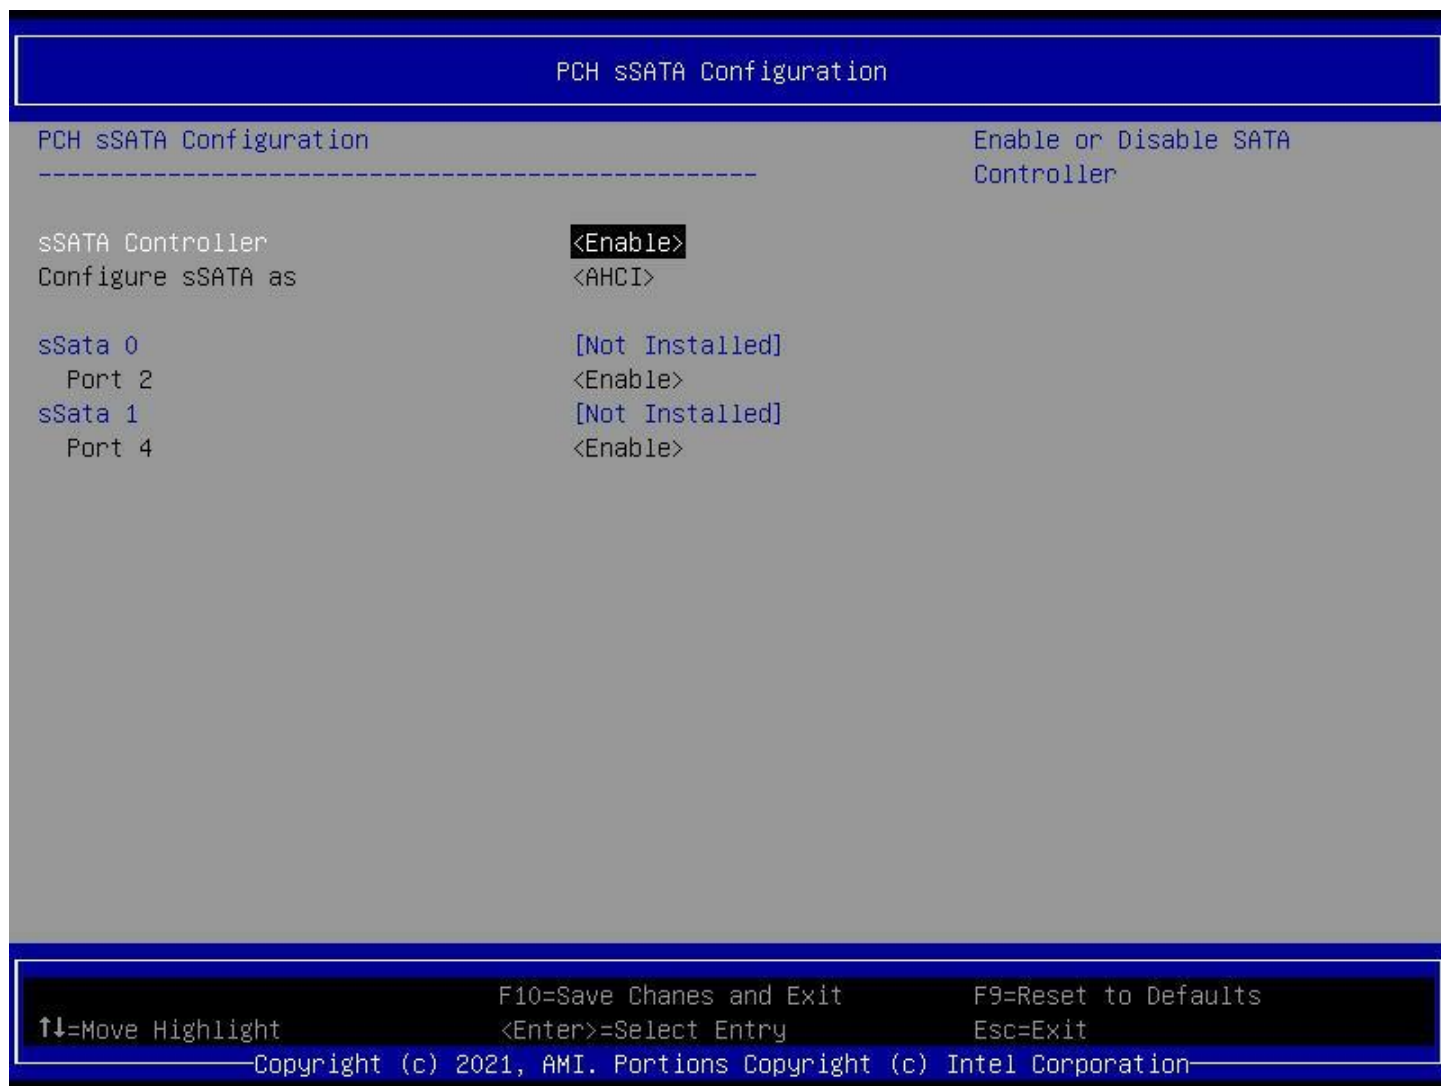 PCH sSATA Configuration
PCH sSATA Configuration Enable or Disable SATA
-------------------------------------------------- Controller
sSATA Controller <Enable>
Configure sSATA as <AHCI>
sSata 0 [Not Installed]
Port 2 <Enable>
sSata 1 [Not Installed]
Port 4 <Enable>
F10=Save Chanes and Exit F9=Reset to Defaults
↑↓=Move Highlight <Enter>=Select Entry Esc=Exit
Copyright (c) 2021, AMI. Portions Copyright (c) Intel Corporation